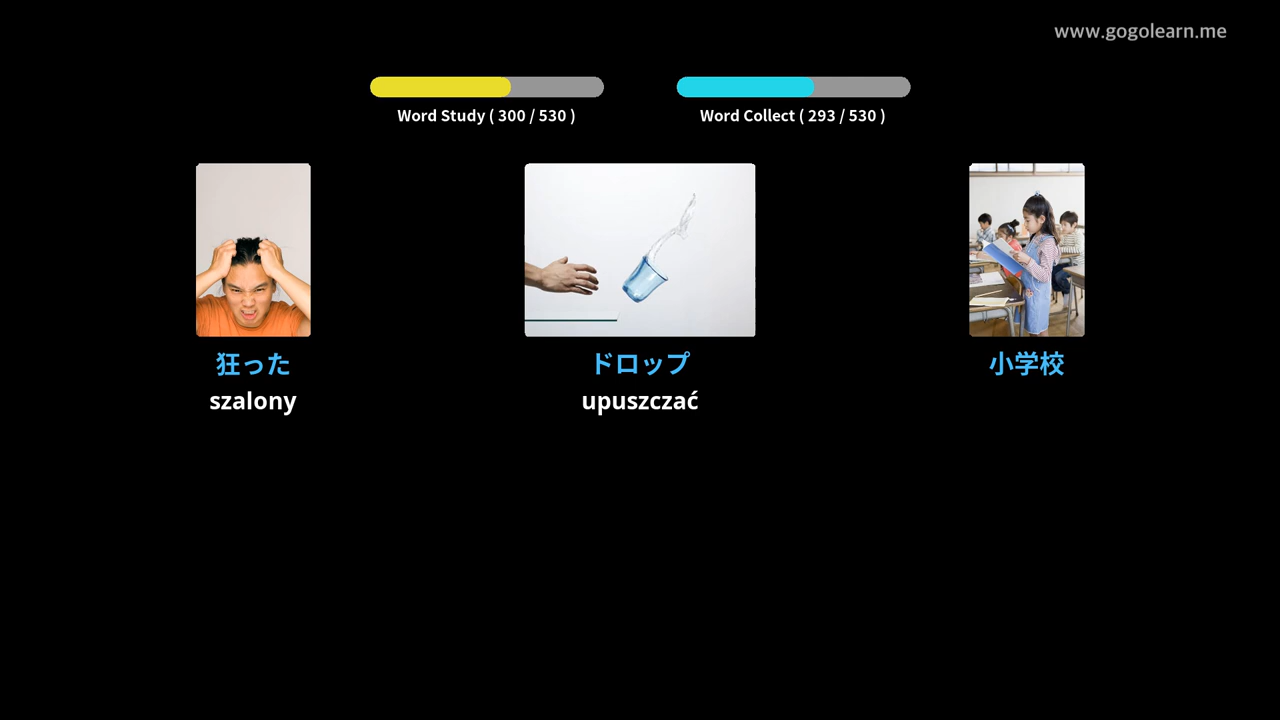 www.gogolearn.me
Word Study ( 300 / 530 )
Word Collect ( 293 / 530 )
狂った
szalony
ドロップ
upuszczać
小学校